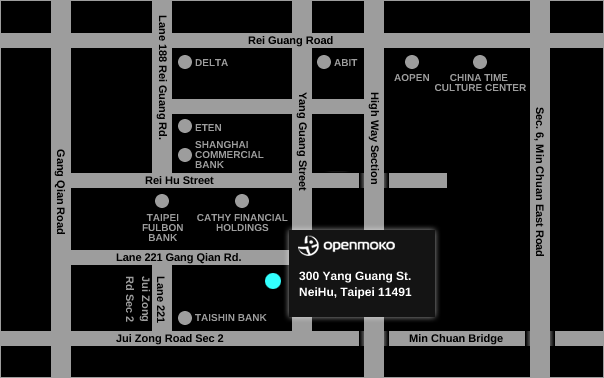 Rei Guang Road
Lane 188 Rei Guang Rd.
DELTA
ABIT
AOPEN
CHINA TIME
CULTURE CENTER
Yang Guang Street
High Way Section
Sec. 6, Min Chuan East Road
Gang Qian Road
ETEN
SHANGHAI
COMMERCIAL
BANK
Rei Hu Street
TAIPEI
FULBON
BANK
CATHY FINANCIAL
HOLDINGS
Lane 221 Gang Qian Rd.
openmoko
300 Yang Guang St.
NeiHu, Taipei 11491
Lane 221
Jui Zong
Rd Sec 2
TAISHIN BANK
Jui Zong Road Sec 2
Min Chuan Bridge